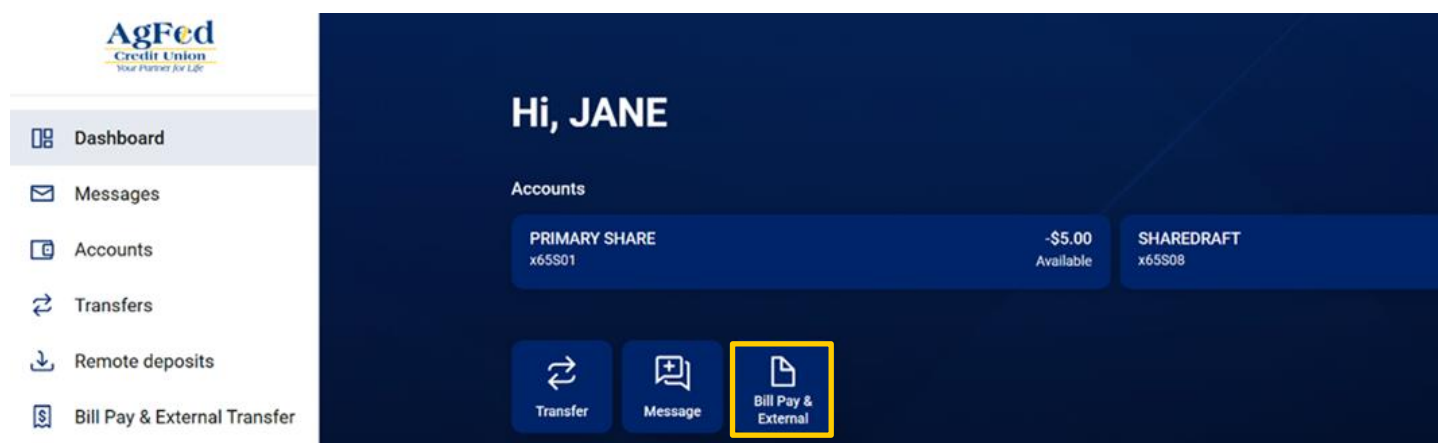 AgFed
Credit Union
Your Partner for Life
Dashboard
Messages
Accounts
Transfers
Remote deposits
Bill Pay & External Transfer
Hi, JANE
Accounts
PRIMARY SHARE
x65S01
-$5.00
Available
SHAREDRAFT
x65S08
Transfer
Message
Bill Pay &
External